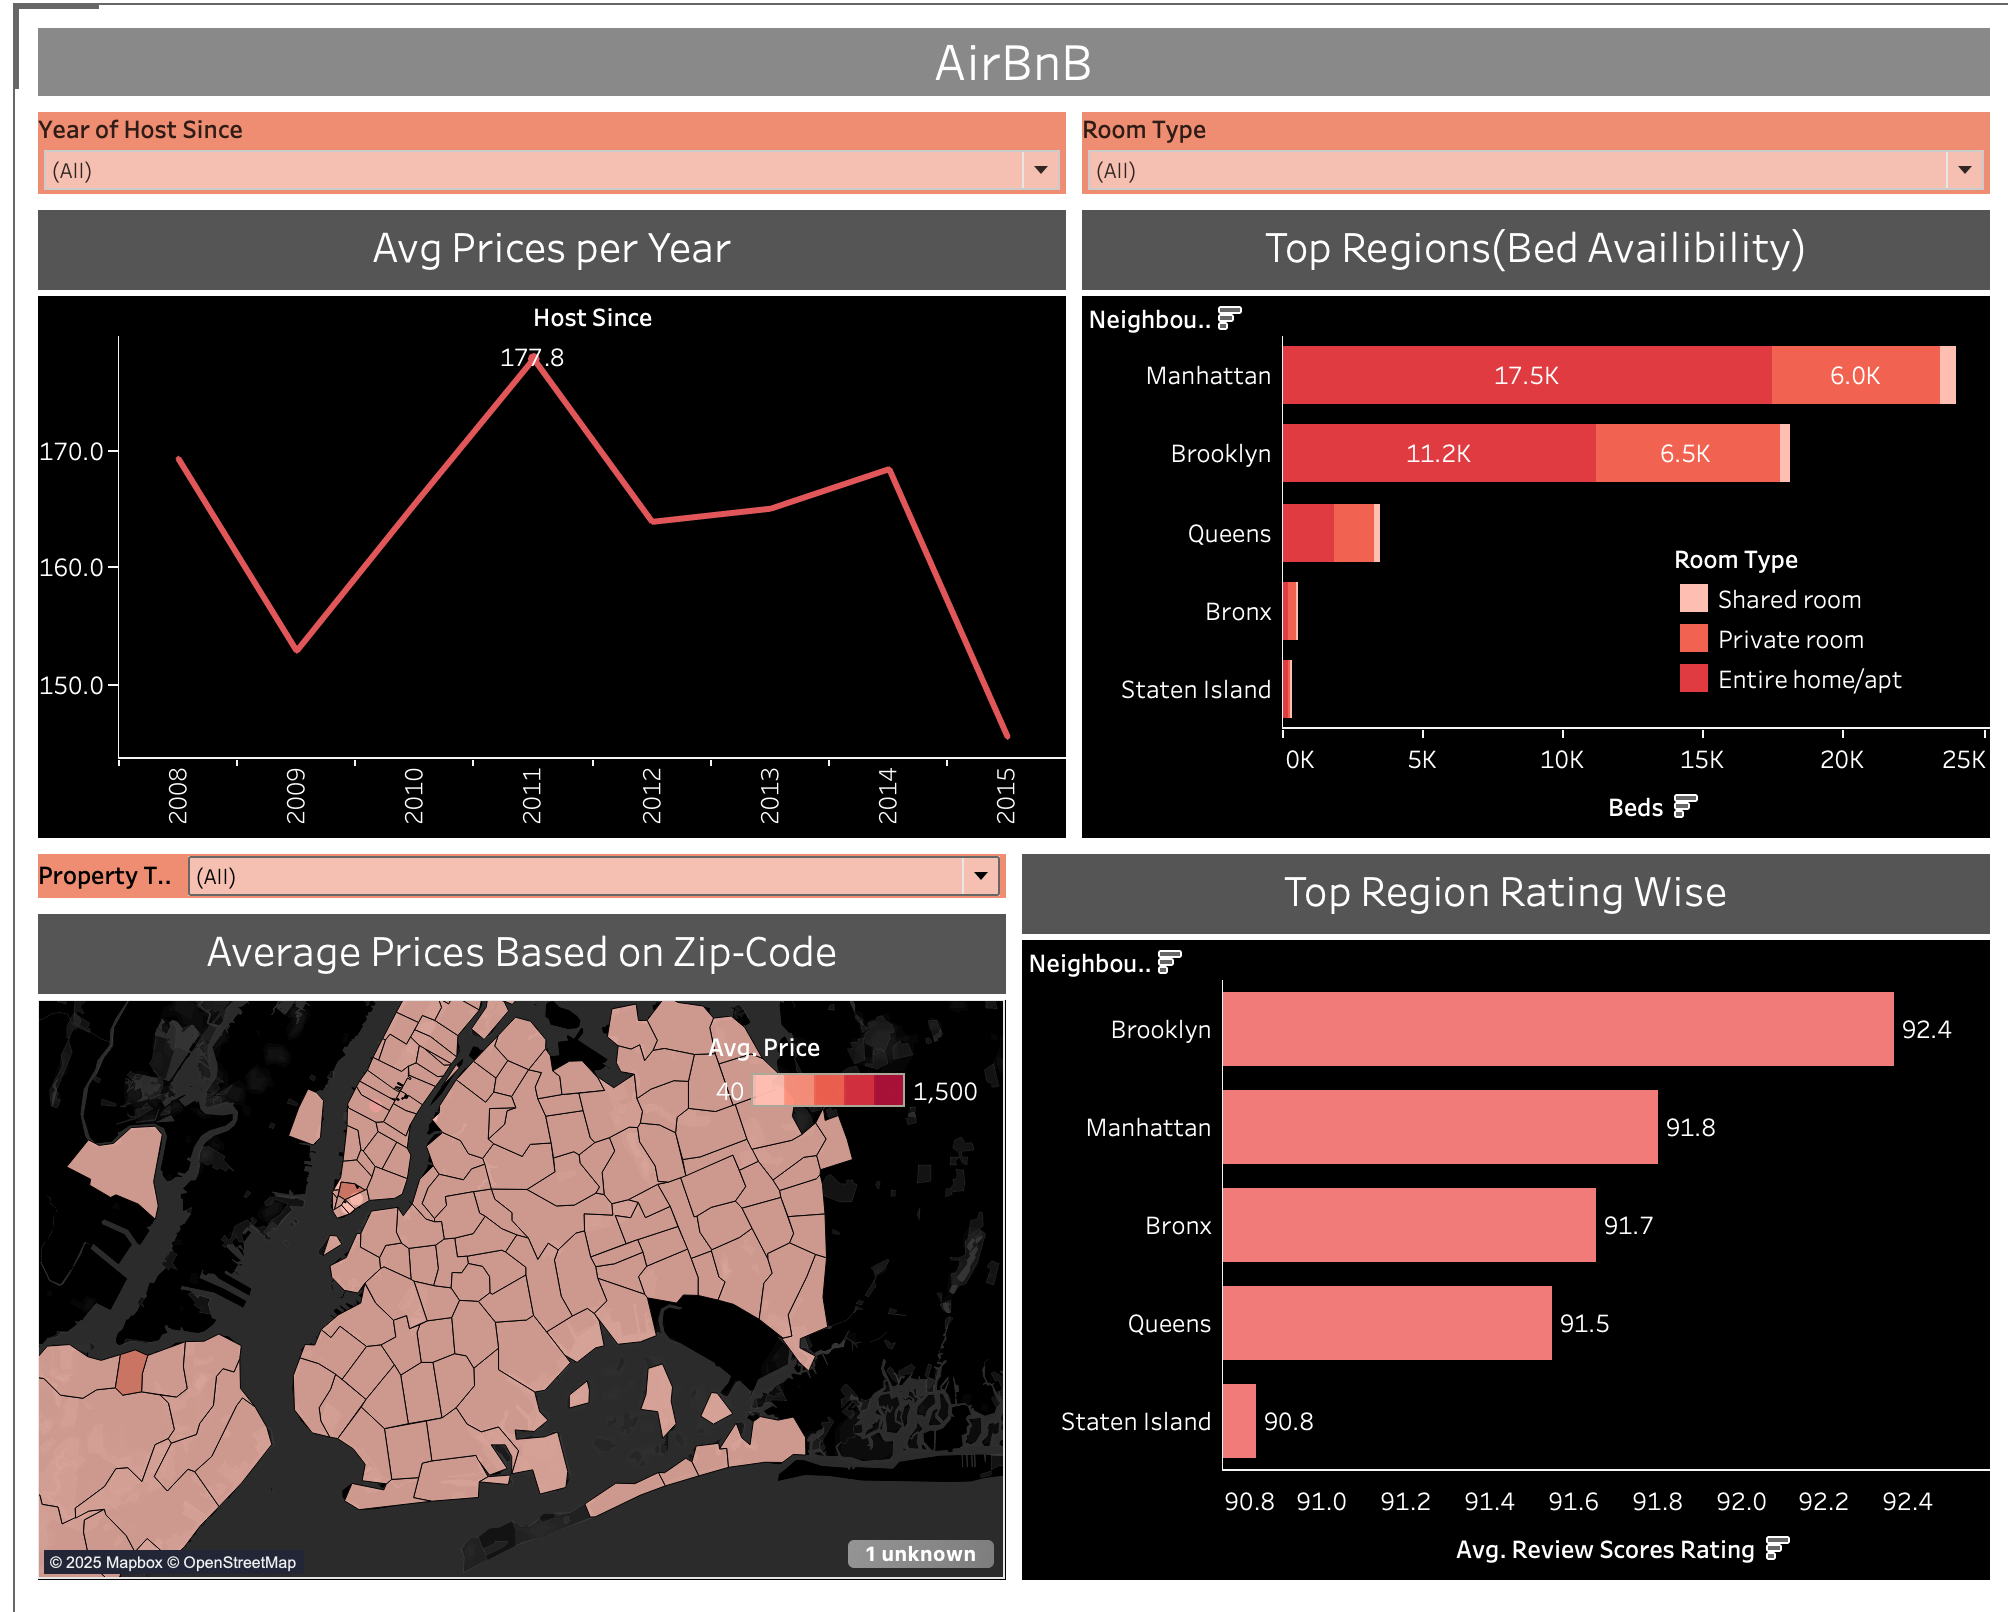 AirBnB
Year of Host Since
(All)
Room Type
(All)
Avg Prices per Year
Host Since
177.8
170.0
160.0
150.0
2008
2009
2010
2011
2012
2013
2014
2015
Top Regions(Bed Availibility)
Neighbou..
Manhattan
17.5K
6.0K
Brooklyn
11.2K
6.5K
Queens
Bronx
Staten Island
Room Type
Shared room
Private room
Entire home/apt
0K 5K 10K 15K 20K 25K
Beds
Property T..
(All)
Average Prices Based on Zip-Code
Avg. Price
40
1,500
© 2025 Mapbox © OpenStreetMap
1 unknown
Top Region Rating Wise
Neighbou..
Brooklyn
92.4
Manhattan
91.8
Bronx
91.7
Queens
91.5
Staten Island
90.8
90.8 91.0 91.2 91.4 91.6 91.8 92.0 92.2 92.4
Avg. Review Scores Rating